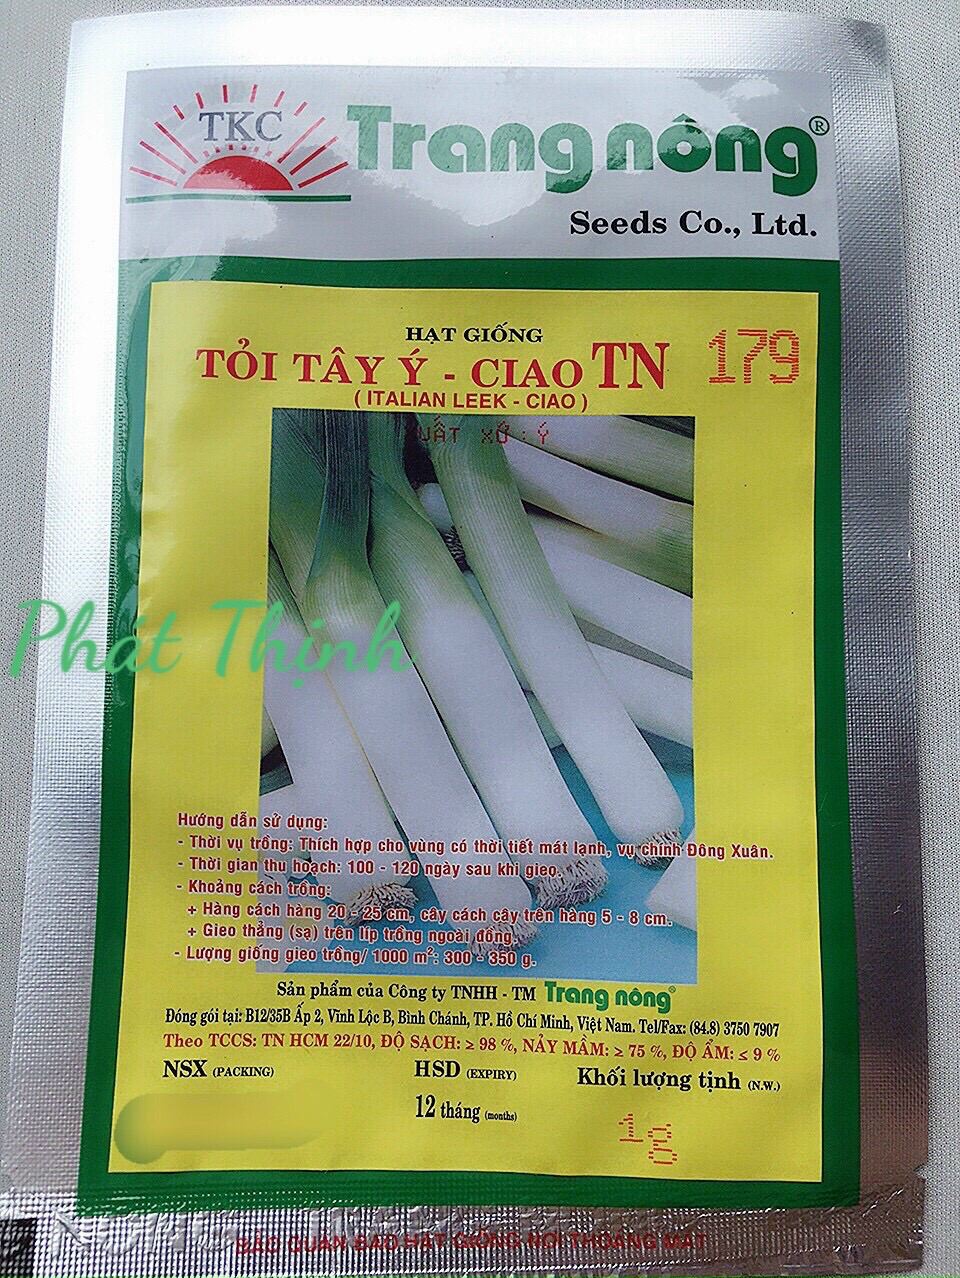 TKC
Trang nông®
Seeds Co., Ltd.
HẠT GIỐNG
TỎI TÂY Ý - CIAO TN 179
( ITALIAN LEEK - CIAO )
XUẤT XỨ : Ý
Phát Thịnh
Hướng dẫn sử dụng:
- Thời vụ trồng: Thích hợp cho vùng có thời tiết mát lạnh, vụ chính Đông Xuân.
- Thời gian thu hoạch: 100 - 120 ngày sau khi gieo.
- Khoảng cách trồng:
+ Hàng cách hàng 20 - 25 cm, cây cách cây trên hàng 5 - 8 cm.
+ Gieo thẳng (sạ) trên líp trồng ngoài đồng.
- Lượng giống gieo trồng/ 1000 m²: 300 - 350 g.
Sản phẩm của Công ty TNHH - TM Trang nông®
Đóng gói tại: B12/35B Ấp 2, Vĩnh Lộc B, Bình Chánh, TP. Hồ Chí Minh, Việt Nam. Tel/Fax: (84.8) 3750 7907
Theo TCCS: TN HCM 22/10, ĐỘ SẠCH: ≥ 98 %, NẢY MẦM: ≥ 75 %, ĐỘ ẨM: ≤ 9 %
NSX (PACKING) HSD (EXPIRY) Khối lượng tịnh (N.W.)
12 tháng (months)
1g
BẢO QUẢN BAO HẠT GIỐNG NƠI THOÁNG MÁT